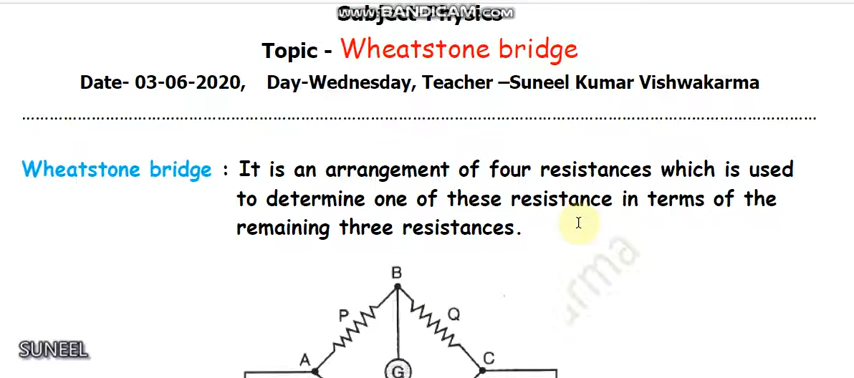 www.BANDICAM.com
Subject-Physics
Topic - Wheatstone bridge
Date- 03-06-2020, Day-Wednesday, Teacher –Suneel Kumar Vishwakarma
Wheatstone bridge : It is an arrangement of four resistances which is used
to determine one of these resistance in terms of the
remaining three resistances.
B
P
Q
A
C
G
SUNEEL